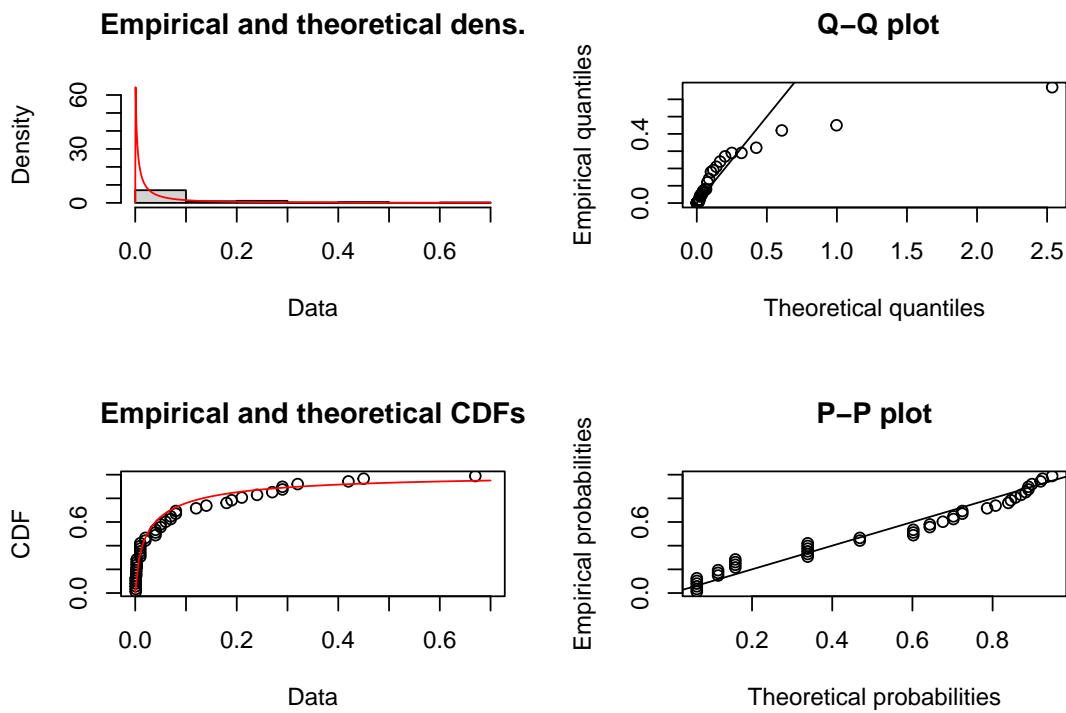 Empirical and theoretical dens.
Density
0 30 60
0.0 0.2 0.4 0.6
Data
Q−Q plot
Empirical quantiles
0.0 0.4
0.0 0.5 1.0 1.5 2.0 2.5
Theoretical quantiles
Empirical and theoretical CDFs
CDF
0.0 0.6
0.0 0.2 0.4 0.6
Data
P−P plot
Empirical probabilities
0.0 0.6
0.2 0.4 0.6 0.8
Theoretical probabilities